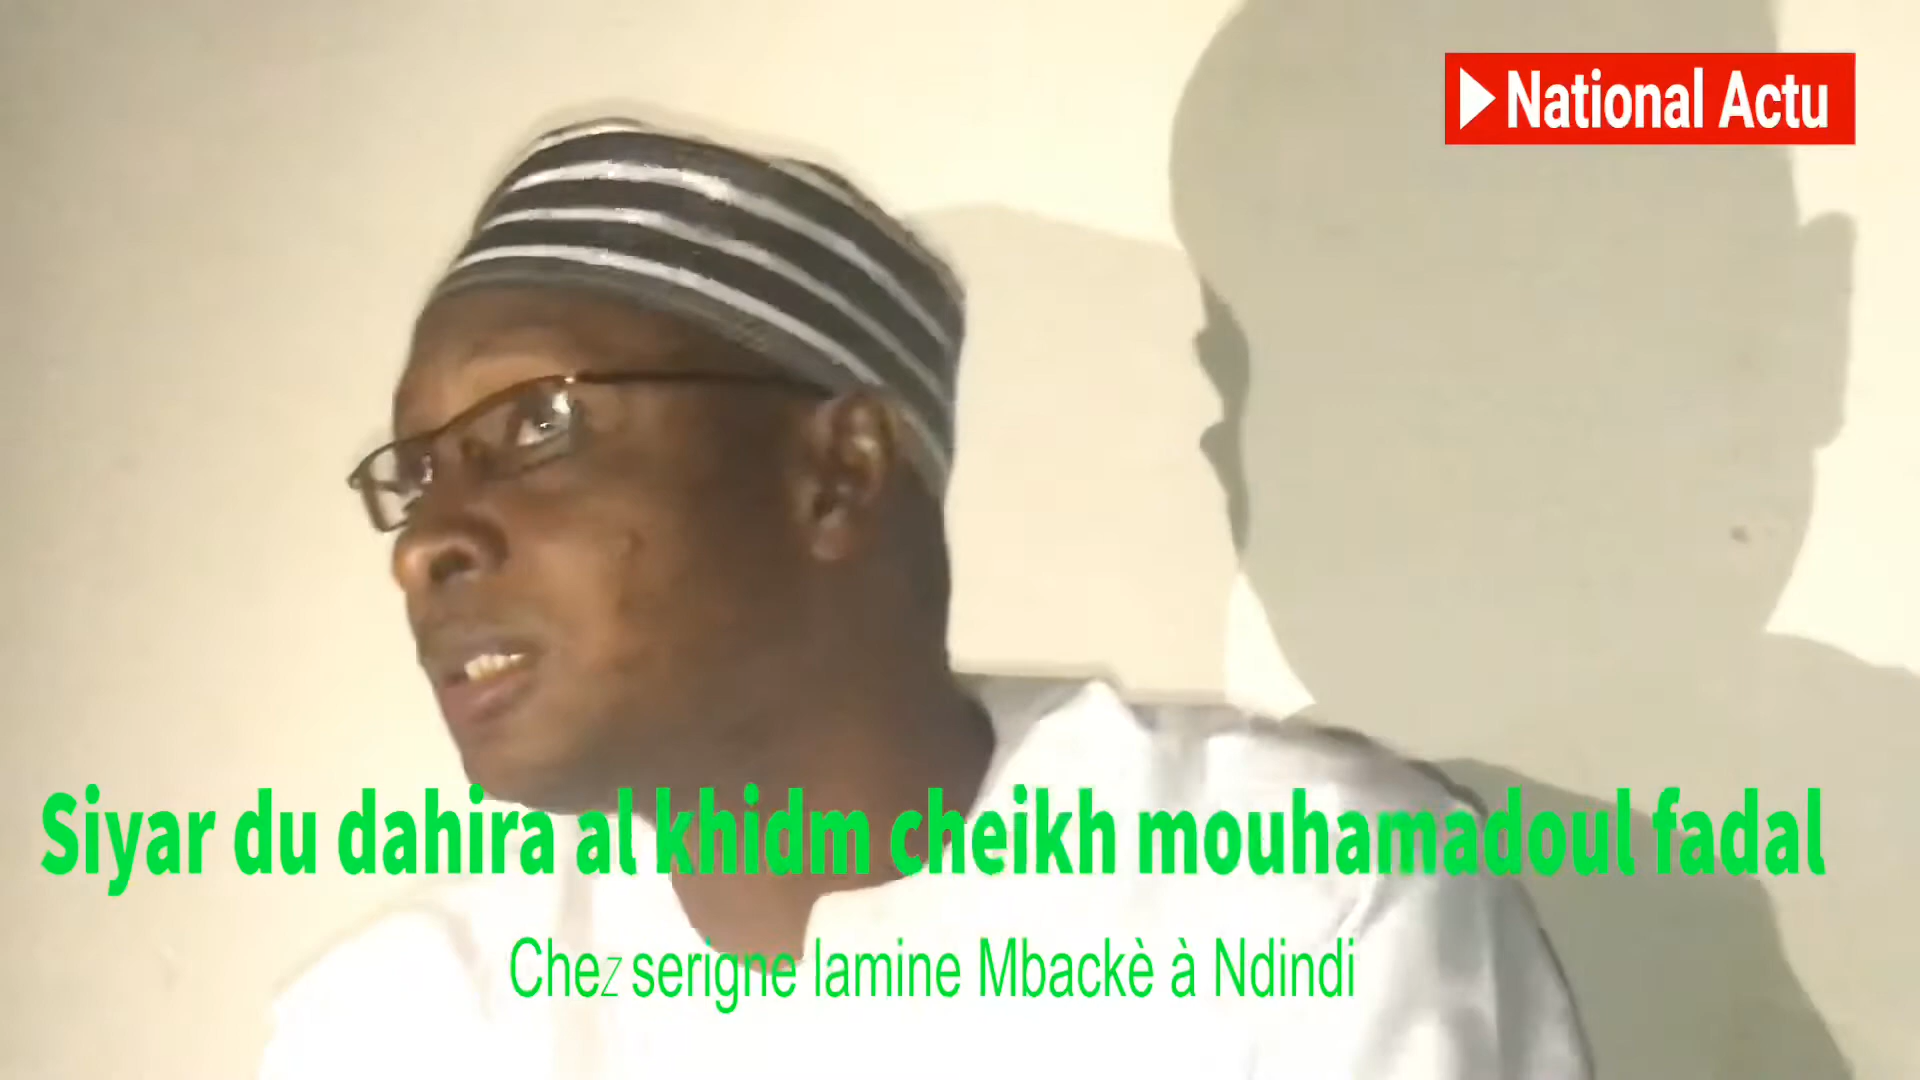 National Actu
Siyar du dahira al khidm cheikh mouhamadoul fadal
Chez serigne lamine Mbackè à Ndindi